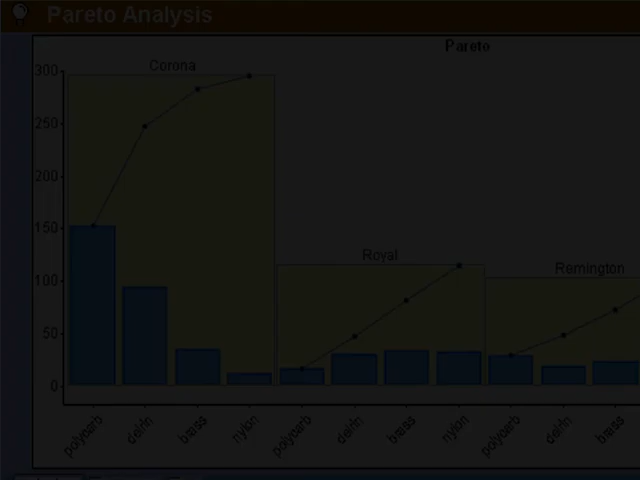 Pareto Analysis
Pareto
Corona
Royal
Remington
300
250
200
150
100
50
0
polycarb
delrin
brass
nylon
polycarb
delrin
brass
nylon
polycarb
delrin
brass